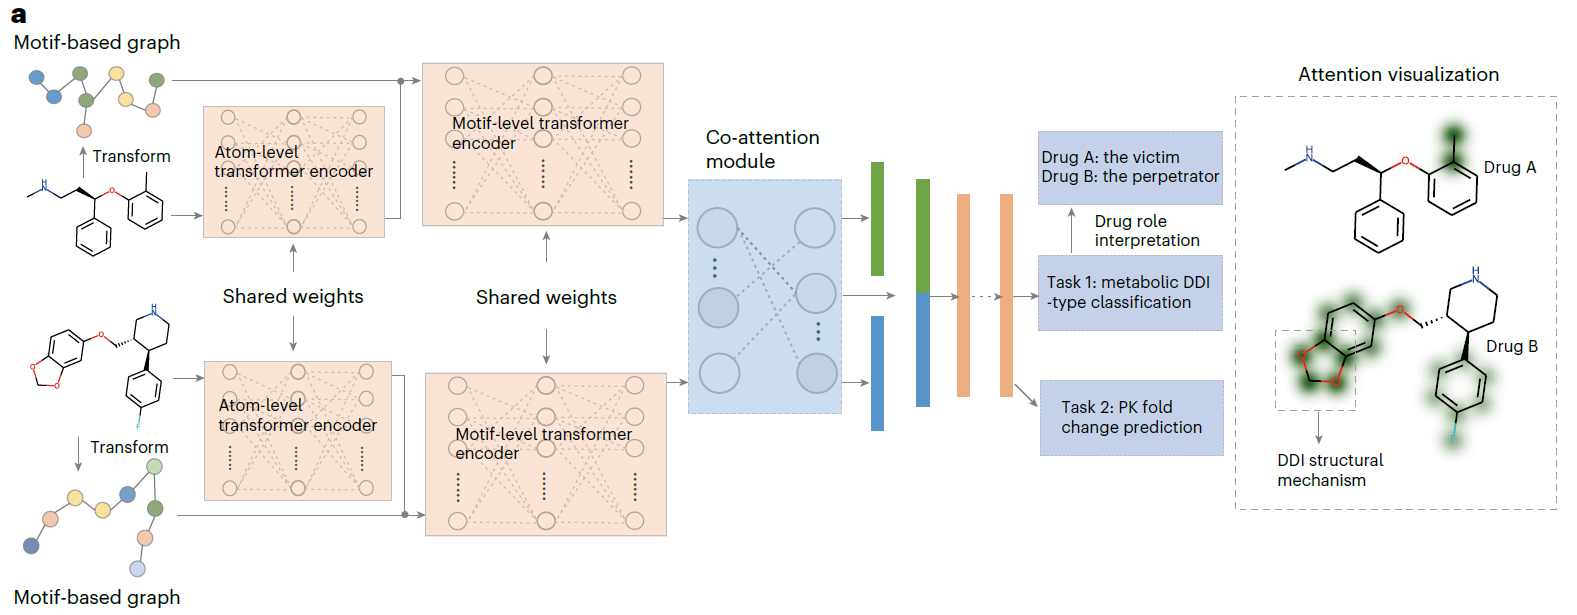 a
Motif-based graph
Transform
H
N
O
Atom-level
transformer encoder
Motif-level transformer
encoder
Shared weights
Shared weights
H
N
O
O
O
F
Transform
Atom-level
transformer encoder
Motif-level transformer
encoder
Motif-based graph
Co-attention
module
Drug A: the victim
Drug B: the perpetrator
Drug role
interpretation
Task 1: metabolic DDI
-type classification
Task 2: PK fold
change prediction
Attention visualization
H
N
O
Drug A
H
N
O
O
O
F
Drug B
DDI structural
mechanism